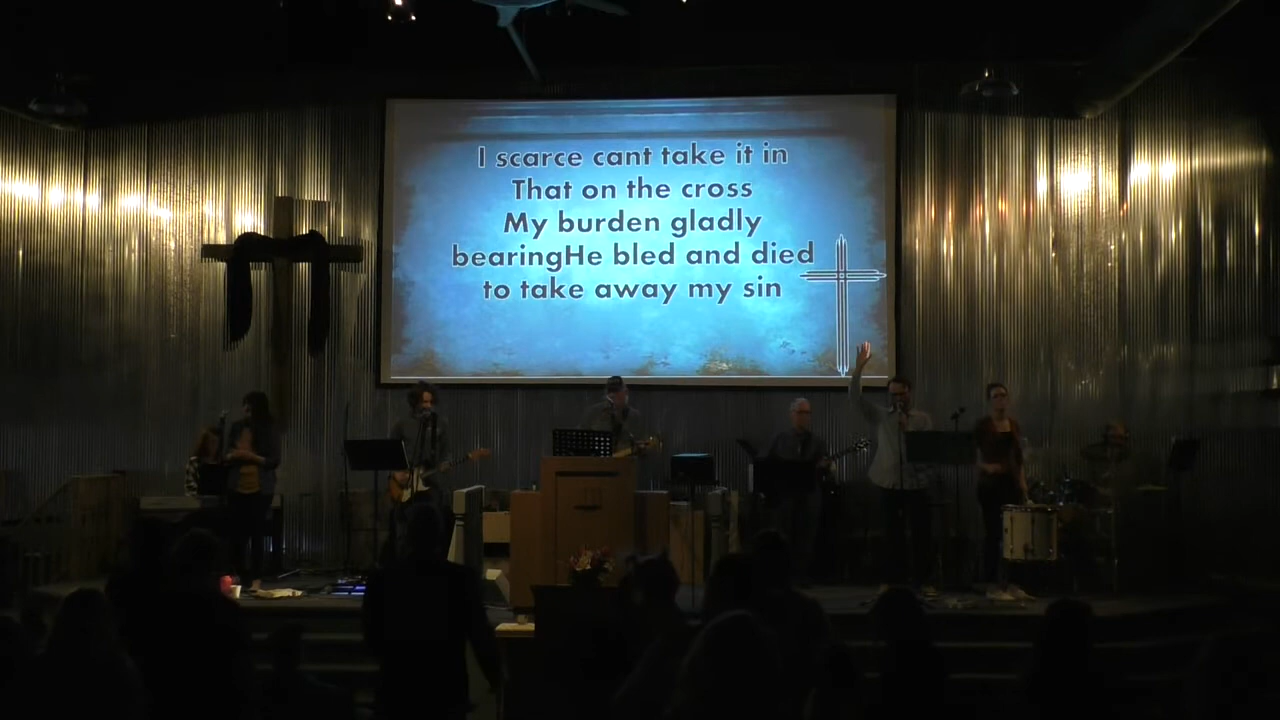 I scarce cant take it in
That on the cross
My burden gladly
bearingHe bled and died
to take away my sin